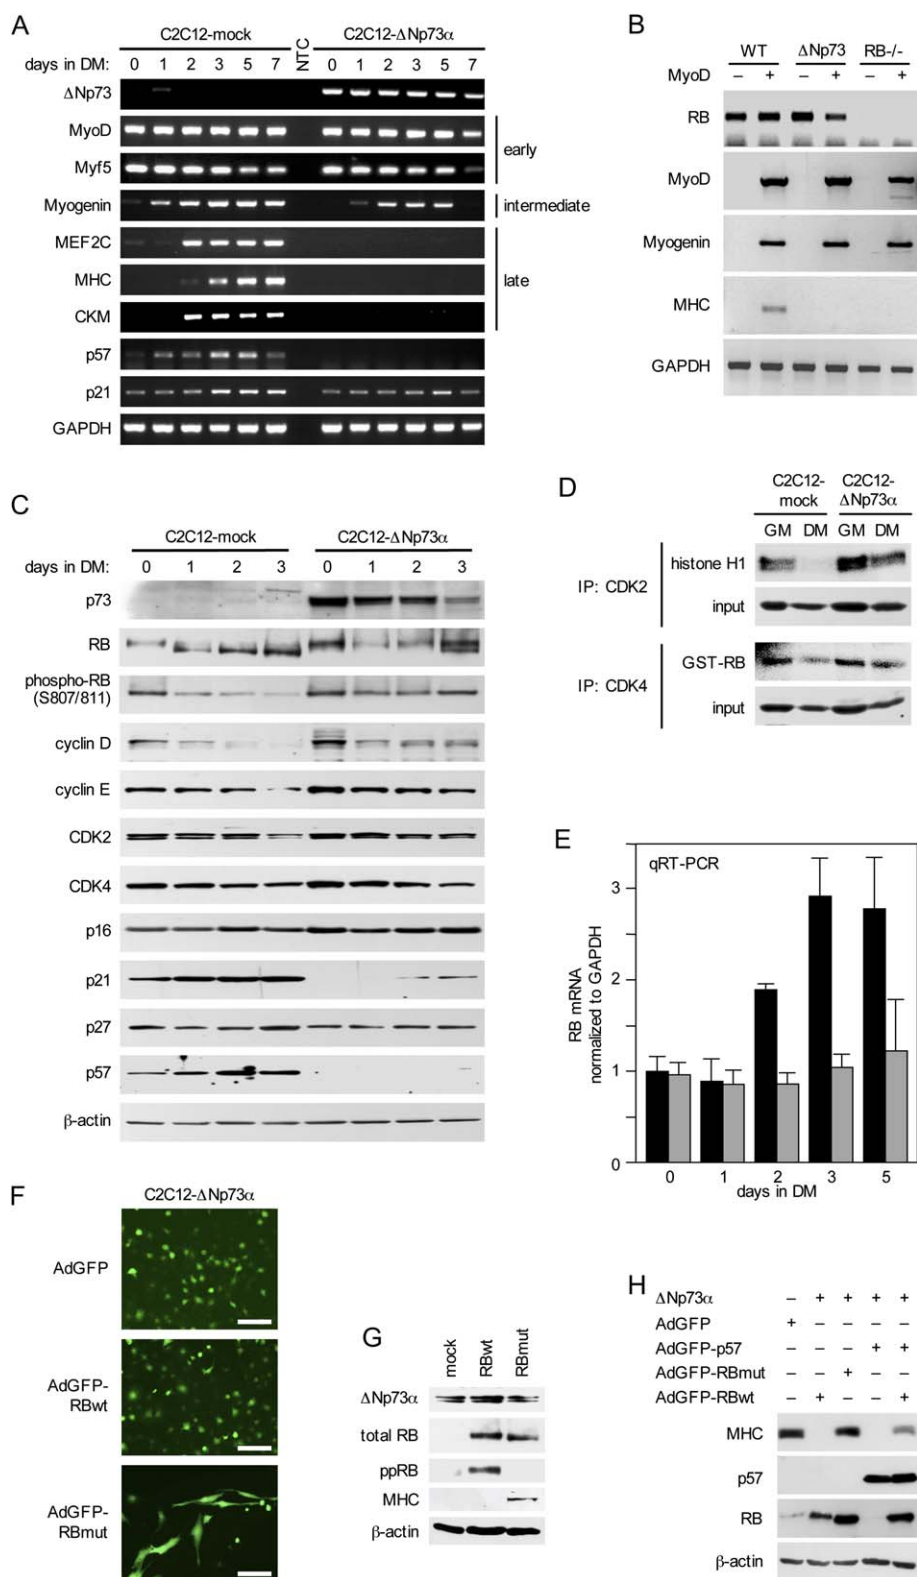 A
C2C12-mock
NTC
C2C12-ΔNp73α
days in DM: 0 1 2 3 5 7 0 1 2 3 5 7
ΔNp73
MyoD
Myf5
early
Myogenin
intermediate
MEF2C
MHC
CKM
late
p57
p21
GAPDH
B
WT ΔNp73 RB-/-
MyoD – + – + – +
RB
MyoD
Myogenin
MHC
GAPDH
C
C2C12-mock C2C12-ΔNp73α
days in DM: 0 1 2 3 0 1 2 3
p73
RB
phospho-RB
(S807/811)
cyclin D
cyclin E
CDK2
CDK4
p16
p21
p27
p57
β-actin
D
C2C12-
mock
C2C12-
ΔNp73α
GM DM GM DM
IP: CDK2
histone H1
input
IP: CDK4
GST-RB
input
E
qRT-PCR
RB mRNA
normalized to GAPDH
3
2
1
0
0 1 2 3 5
days in DM
F
C2C12-ΔNp73α
AdGFP
AdGFP-
RBwt
AdGFP-
RBmut
G
mock
RBwt
RBmut
ΔNp73α
total RB
ppRB
MHC
β-actin
H
ΔNp73α – + + + +
AdGFP +
AdGFP-p57 + +
AdGFP-RBmut +
AdGFP-RBwt + +
MHC
p57
RB
β-actin